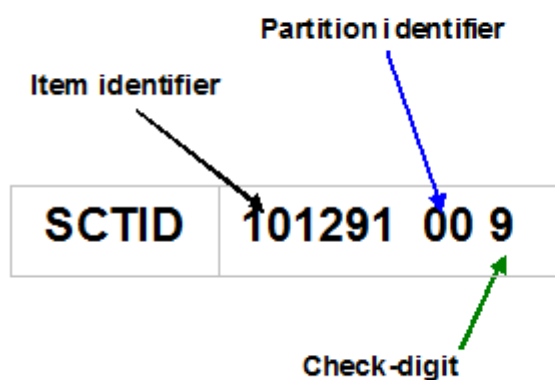 Partition identifier
Item identifier
SCTID 101291 00 9
Check-digit